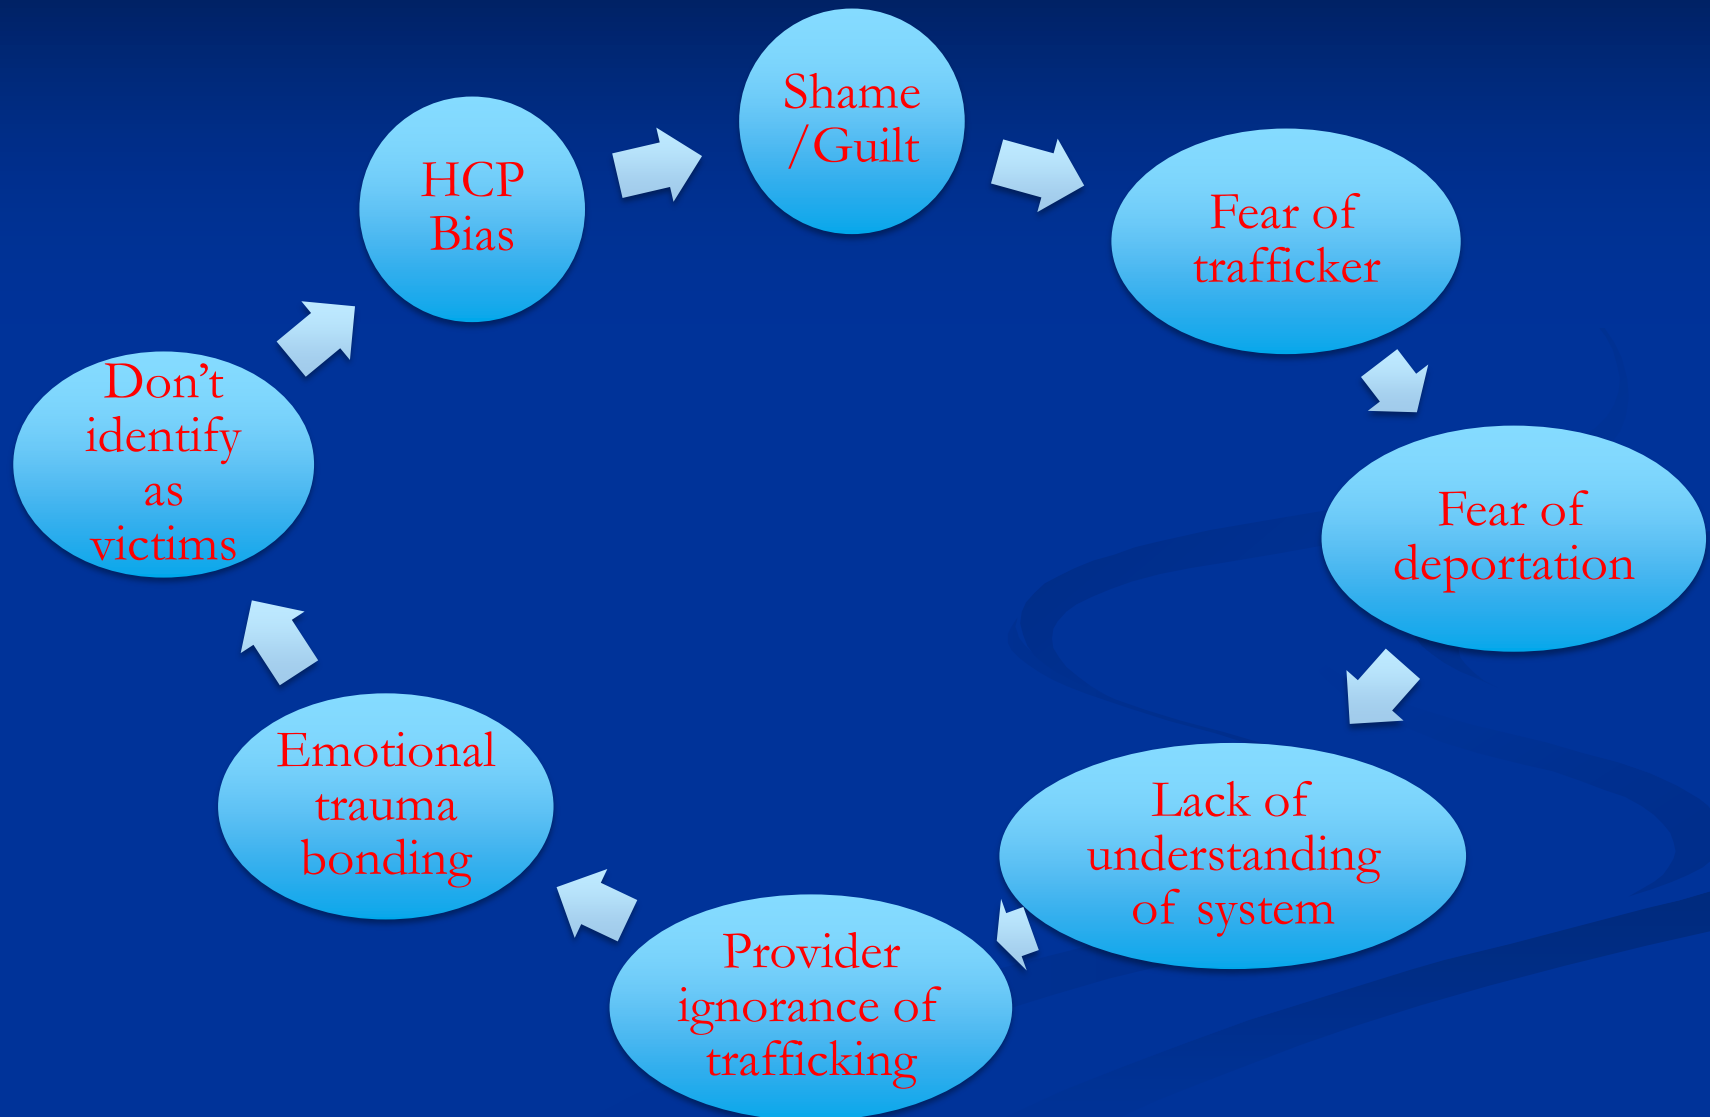 Shame
/Guilt
Fear of
trafficker
Fear of
deportation
Lack of
understanding
of system
Provider
ignorance of
trafficking
Emotional
trauma
bonding
Don’t
identify
as
victims
HCP
Bias